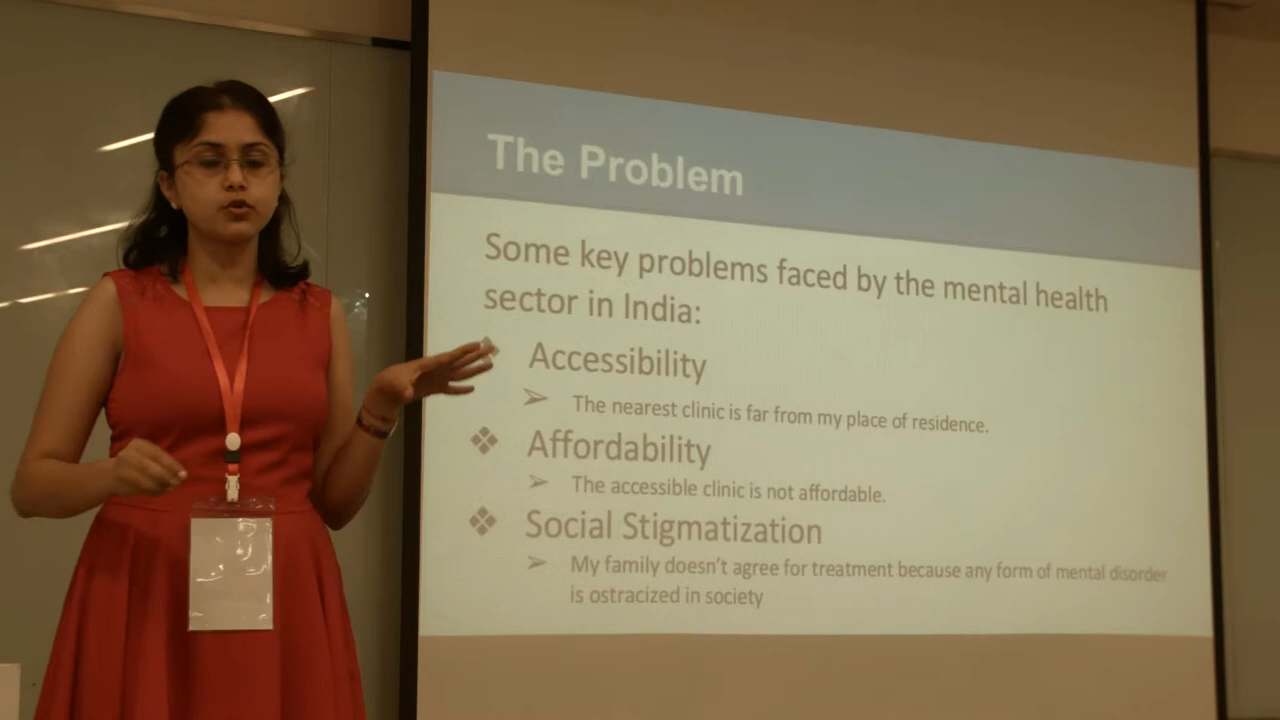 The Problem
Some key problems faced by the mental health
sector in India:
Accessibility
The nearest clinic is far from my place of residence.
Affordability
The accessible clinic is not affordable.
Social Stigmatization
My family doesn't agree for treatment because any form of mental disorder
is ostracized in society